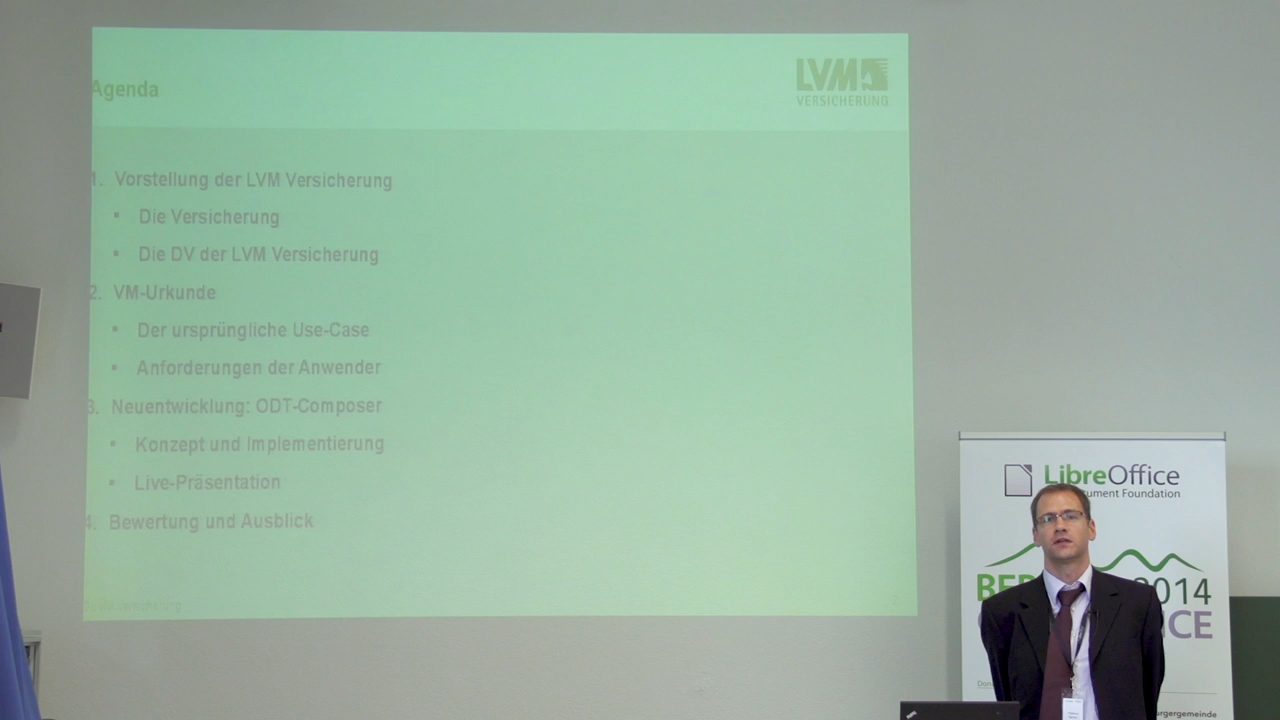 Agenda
LVM
VERSICHERUNG
1. Vorstellung der LVM Versicherung
▪ Die Versicherung
▪ Die DV der LVM Versicherung
2. VM-Urkunde
▪ Der ursprüngliche Use-Case
▪ Anforderungen der Anwender
3. Neuentwicklung: ODT-Composer
▪ Konzept und Implementierung
▪ Live-Präsentation
4. Bewertung und Ausblick
LibreOffice
Foundation
2014